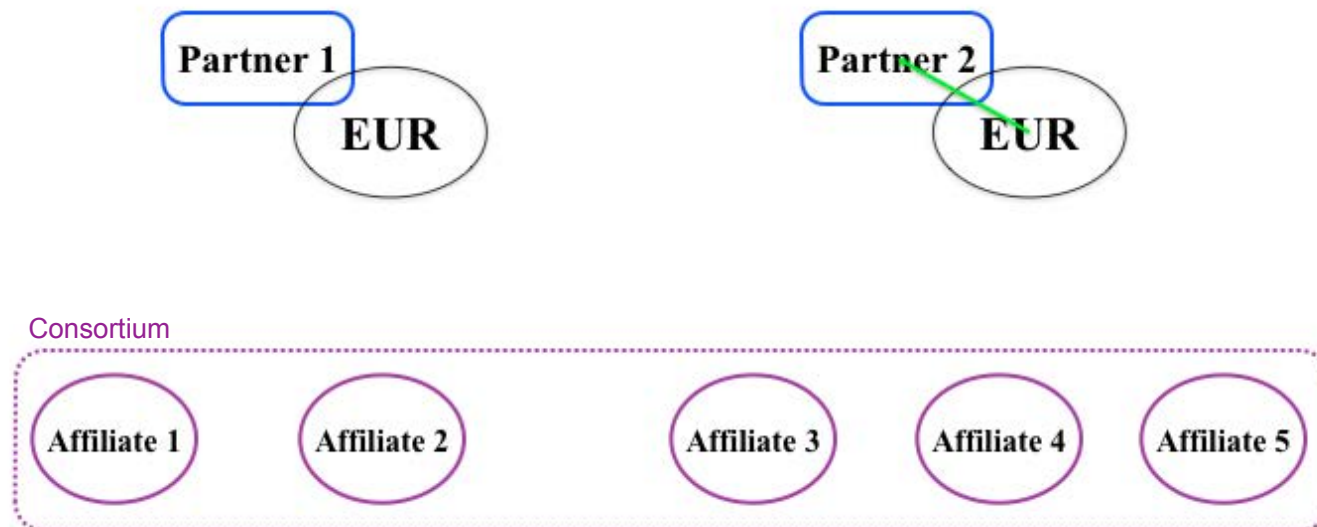 Partner 1
Partner 2
EUR
EUR
Consortium
Affiliate 1
Affiliate 2
Affiliate 3
Affiliate 4
Affiliate 5